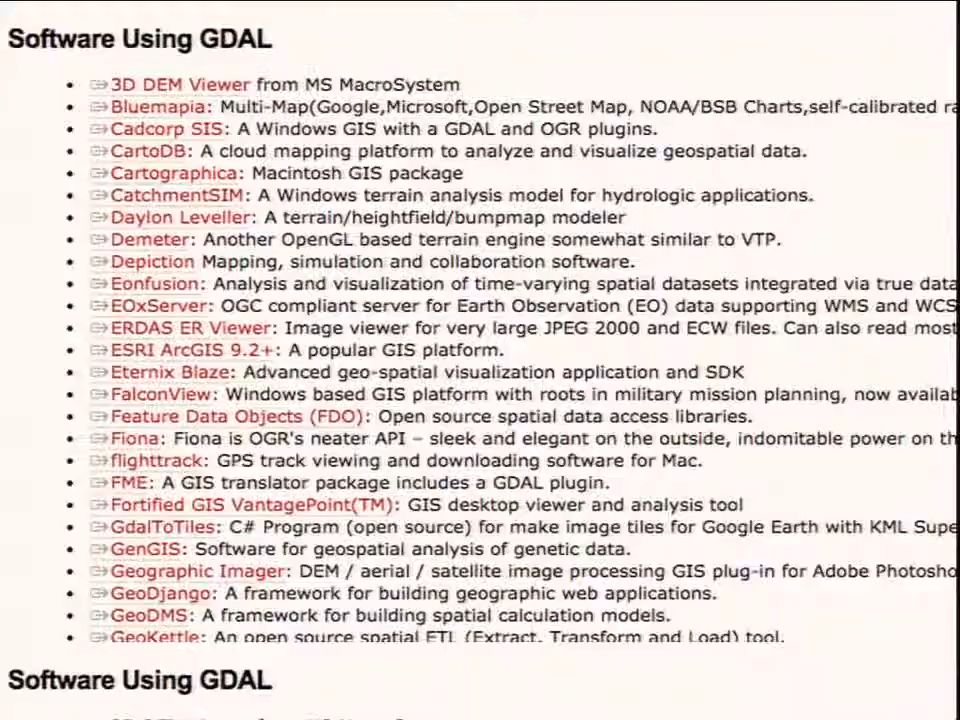 Software Using GDAL
• 3D DEM Viewer from MS MacroSystem
• Bluemapia: Multi-Map(Google,Microsoft,Open Street Map, NOAA/BSB Charts,self-calibrated
• Cadcorp SIS: A Windows GIS with a GDAL and OGR plugins.
• CartoDB: A cloud mapping platform to analyze and visualize geospatial data.
• Cartographica: Macintosh GIS package
• CatchmentSIM: A Windows terrain analysis model for hydrologic applications.
• Daylon Leveller: A terrain/heightfield/bumpmap modeler
• Demeter: Another OpenGL based terrain engine somewhat similar to VTP.
• Depiction Mapping, simulation and collaboration software.
• Eonfusion: Analysis and visualization of time-varying spatial datasets integrated via true data
• EOxServer: OGC compliant server for Earth Observation (EO) data supporting WMS and WCS
• ERDAS ER Viewer: Image viewer for very large JPEG 2000 and ECW files. Can also read most
• ESRI ArcGIS 9.2+: A popular GIS platform.
• Eternix Blaze: Advanced geo-spatial visualization application and SDK
• FalconView: Windows based GIS platform with roots in military mission planning, now
• Feature Data Objects (FDO): Open source spatial data access libraries.
• Fiona: Fiona is OGR's neater API – sleek and elegant on the outside, indomitable power on
• flighttrack: GPS track viewing and downloading software for Mac.
• FME: A GIS translator package includes a GDAL plugin.
• Fortified GIS VantagePoint(TM): GIS desktop viewer and analysis tool
• GdalToTiles: C# Program (open source) for make image tiles for Google Earth with KML
• GenGIS: Software for geospatial analysis of genetic data.
• Geographic Imager: DEM / aerial / satellite image processing GIS plug-in for Adobe
• GeoDjango: A framework for building geographic web applications.
• GeoDMS: A framework for building spatial calculation models.
• GeoKettle: An open source spatial ETL (Extract, Transform and Load) tool.
Software Using GDAL